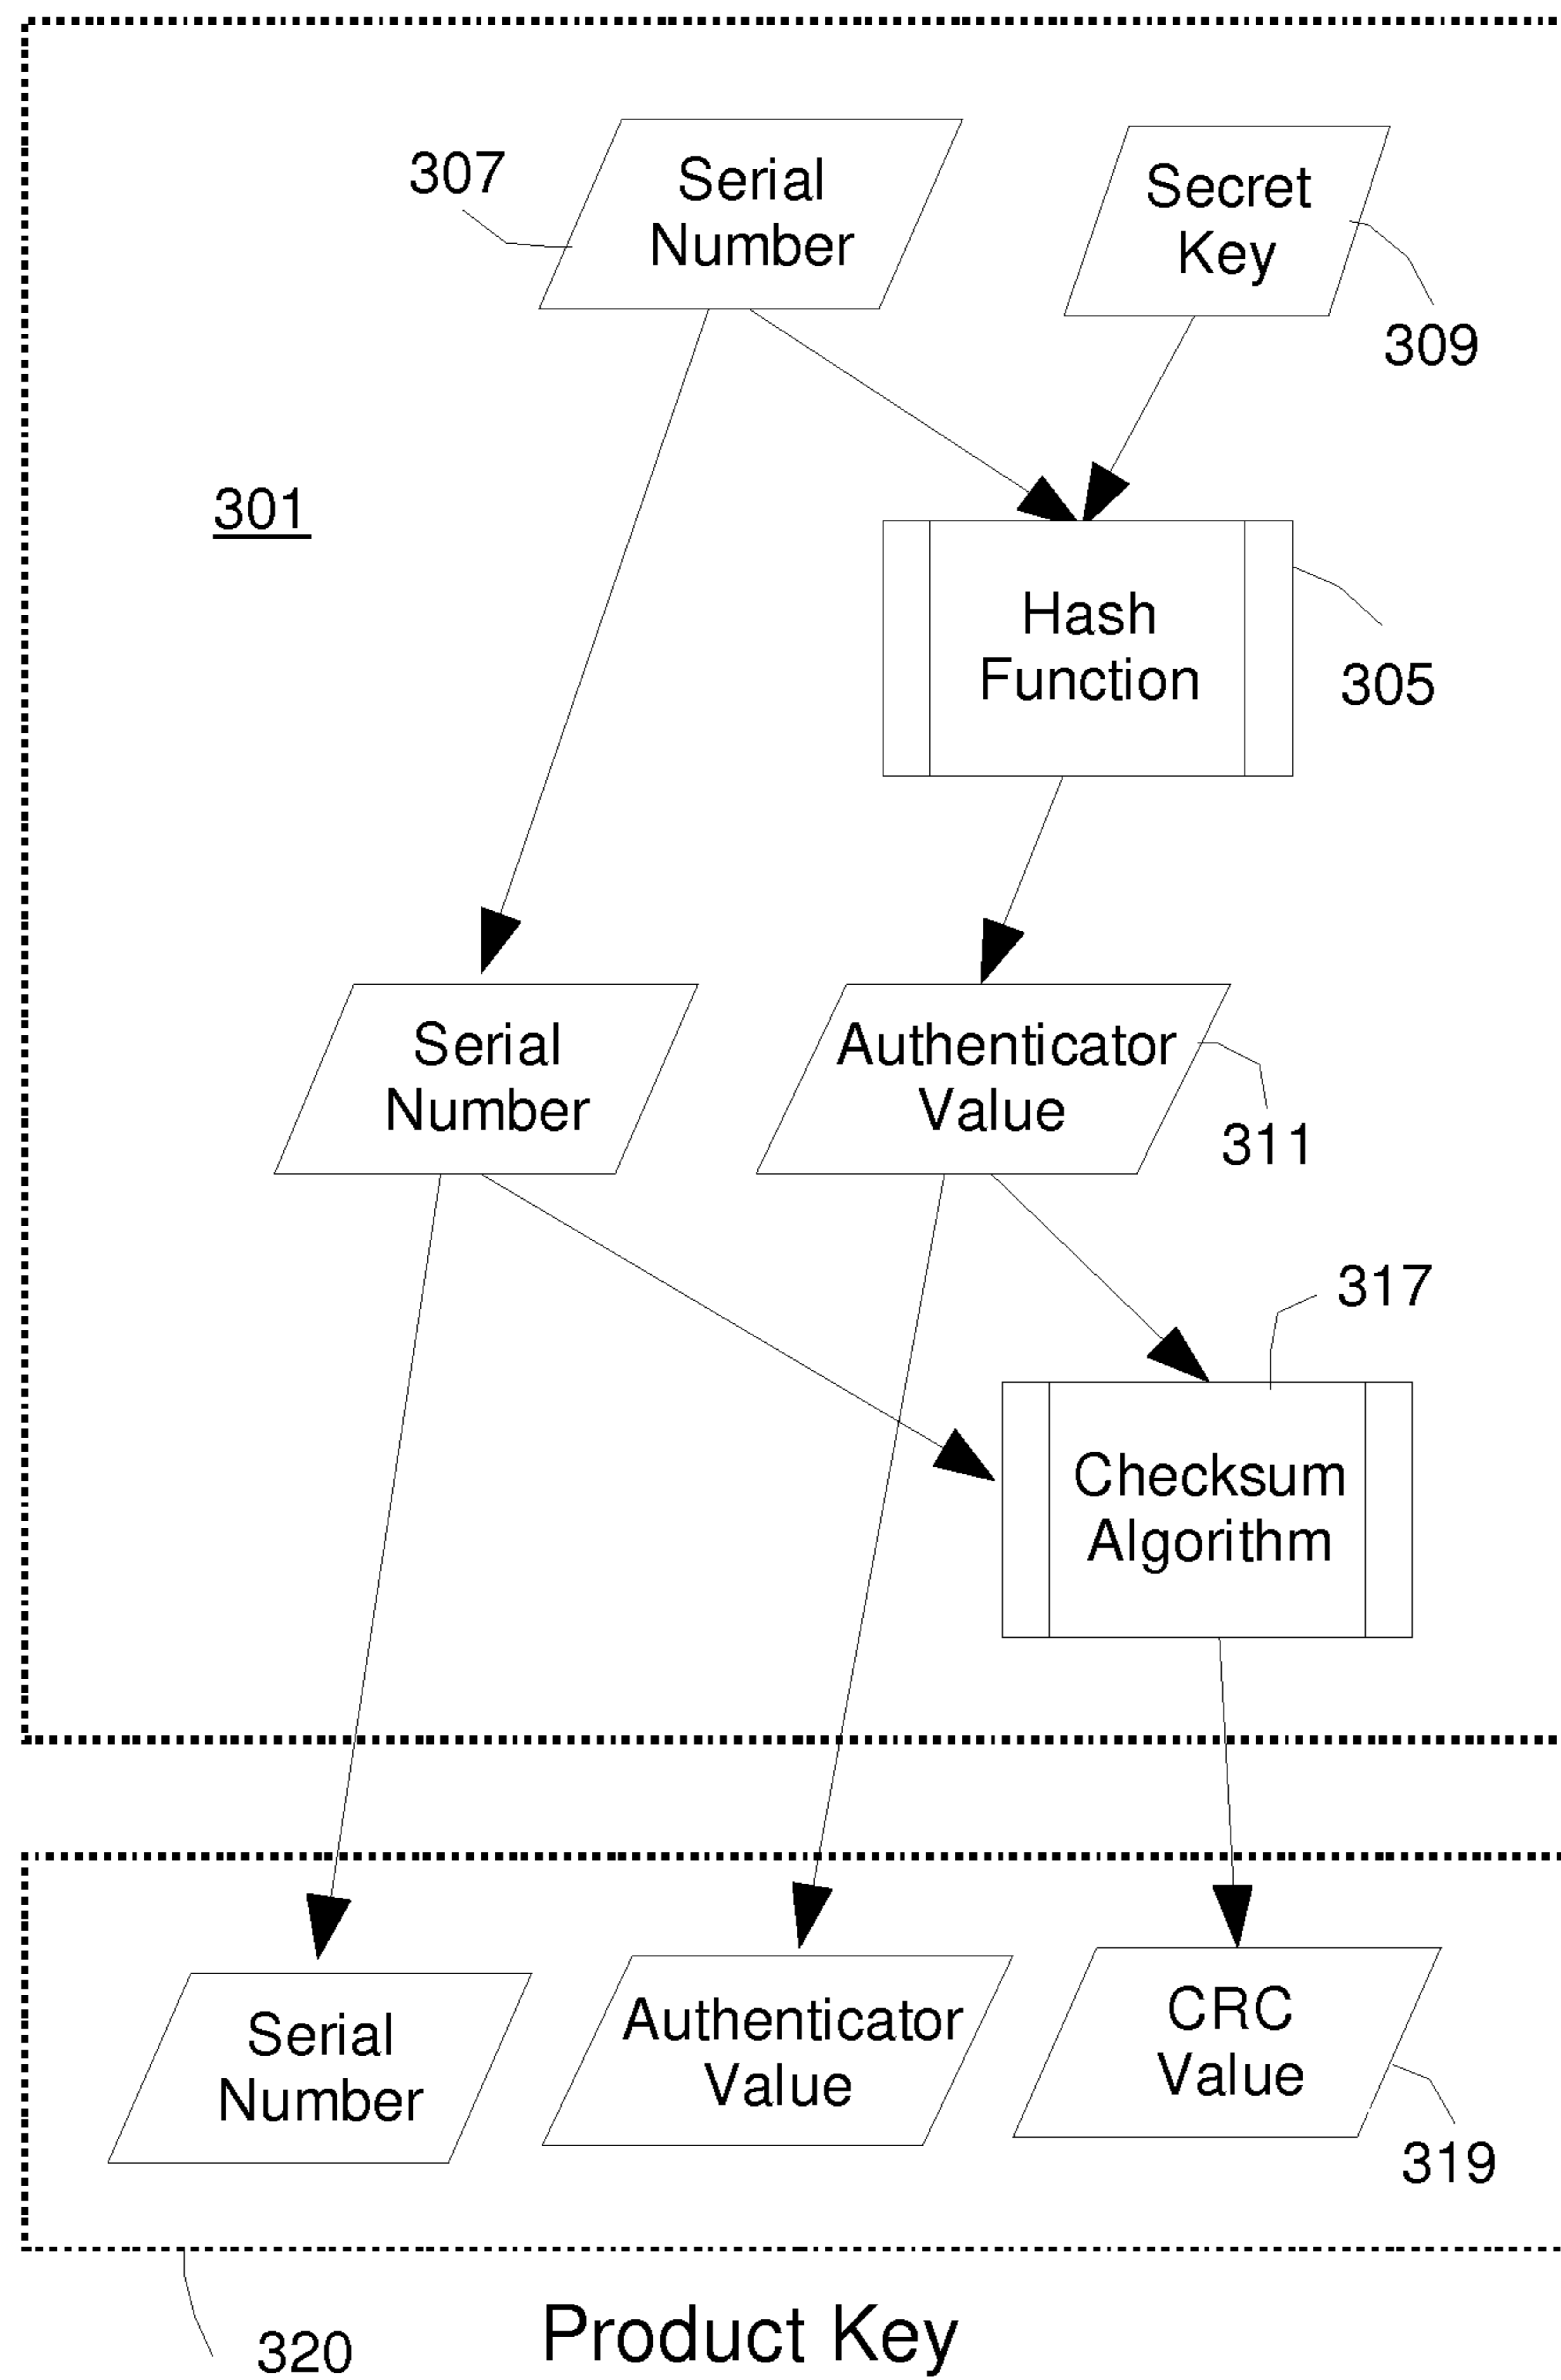 307
Serial
Number
Secret
Key
309
301
Hash
Function
305
Serial
Number
Authenticator
Value
311
317
Checksum
Algorithm
Serial
Number
Authenticator
Value
CRC
Value
319
320
Product Key